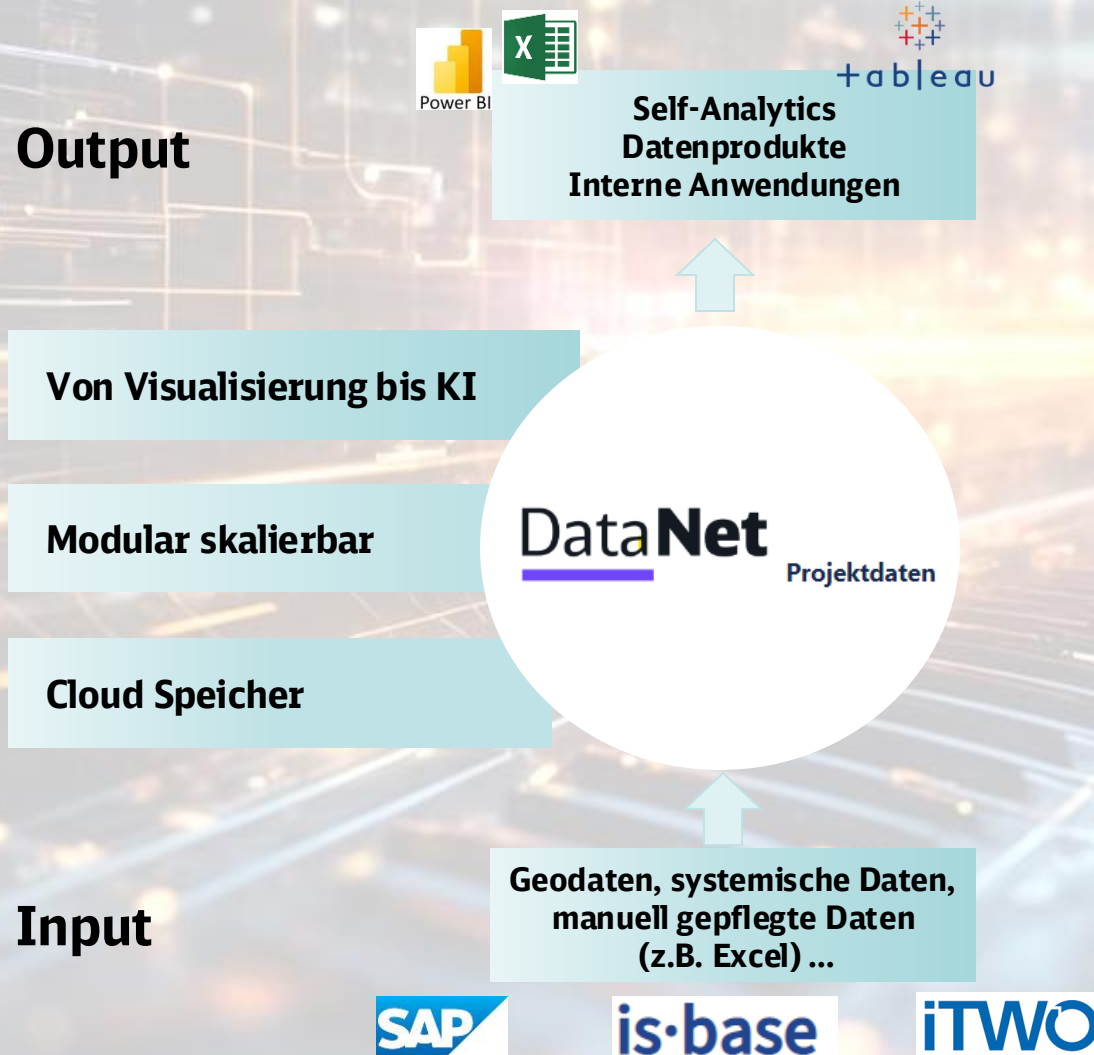 Power BI
X
+ableau
Output
Self-Analytics
Datenprodukte
Interne Anwendungen
Von Visualisierung bis KI
Modular skalierbar
DataNet
Projektdaten
Cloud Speicher
Input
Geodaten, systemische Daten,
manuell gepflegte Daten
(z.B. Excel) ...
SAP
is·base
iTWO